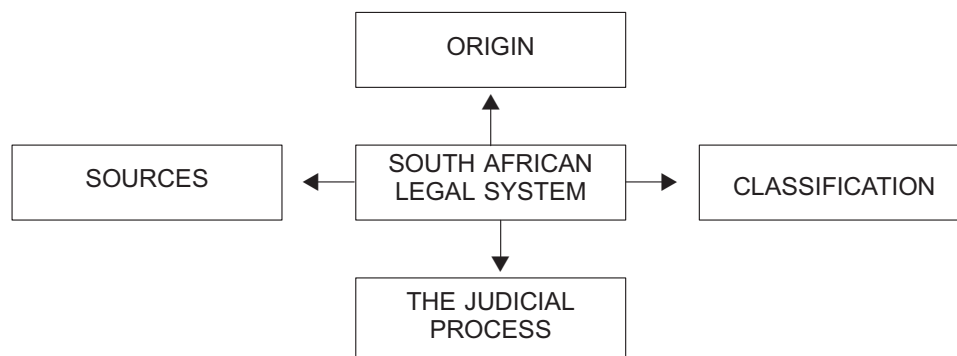 ORIGIN
SOURCES
SOUTH AFRICAN
LEGAL SYSTEM
CLASSIFICATION
THE JUDICIAL
PROCESS